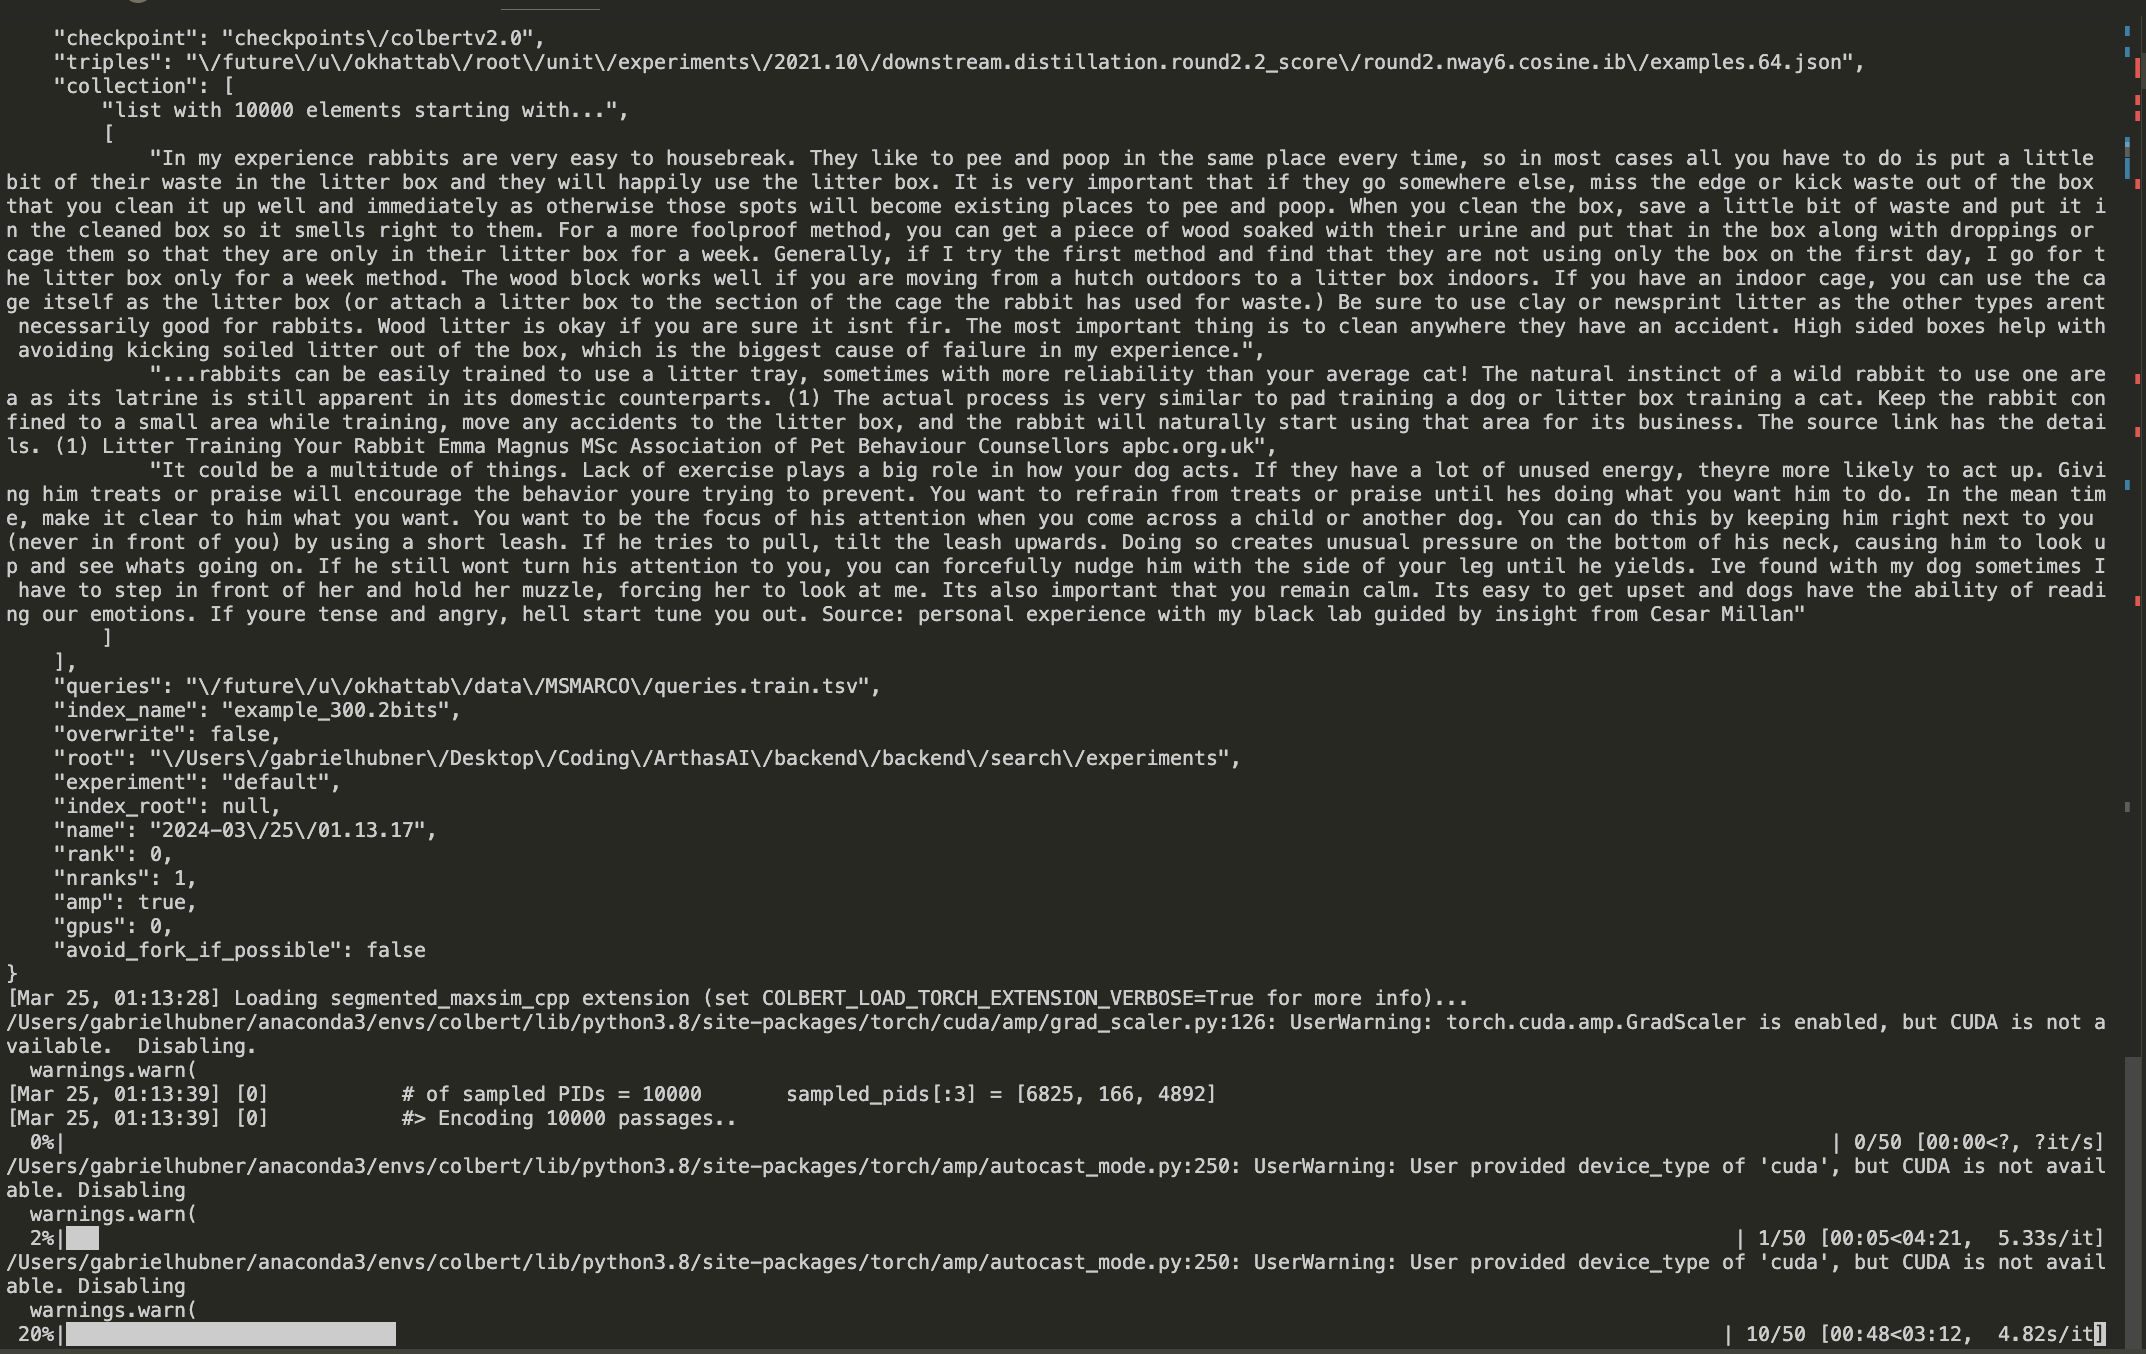 "checkpoint": "checkpoints\/colbertv2.0",
"triples": "\/future\/u\/okhattab\/root\/unit\/experiments\/2021.10\/downstream.distillation.round2.2_score\/round2.nway6.cosine.ib\/examples.64.json",
"collection": [
"list with 10000 elements starting with...",
[
"In my experience rabbits are very easy to housebreak. They like to pee and poop in the same place every time, so in most cases all you have to do is put a little
bit of their waste in the litter box and they will happily use the litter box. It is very important that if they go somewhere else, miss the edge or kick waste out of the box
that you clean it up well and immediately as otherwise those spots will become existing places to pee and poop. When you clean the box, save a little bit of waste and put it i
n the cleaned box so it smells right to them. For a more foolproof method, you can get a piece of wood soaked with their urine and put that in the box along with droppings or
cage them so that they are only in their litter box for a week. Generally, if I try the first method and find that they are not using only the box on the first day, I go for t
he litter box only for a week method. The wood block works well if you are moving from a hutch outdoors to a litter box indoors. If you have an indoor cage, you can use the ca
ge itself as the litter box (or attach a litter box to the section of the cage the rabbit has used for waste.) Be sure to use clay or newsprint litter as the other types arent
necessarily good for rabbits. Wood litter is okay if you are sure it isnt fir. The most important thing is to clean anywhere they have an accident. High sided boxes help with
avoiding kicking soiled litter out of the box, which is the biggest cause of failure in my experience.",
"...rabbits can be easily trained to use a litter tray, sometimes with more reliability than your average cat! The natural instinct of a wild rabbit to use one are
a as its latrine is still apparent in its domestic counterparts. (1) The actual process is very similar to pad training a dog or litter box training a cat. Keep the rabbit con
fined to a small area while training, move any accidents to the litter box, and the rabbit will naturally start using that area for its business. The source link has the detai
ls. (1) Litter Training Your Rabbit Emma Magnus MSc Association of Pet Behaviour Counsellors apbc.org.uk",
"It could be a multitude of things. Lack of exercise plays a big role in how your dog acts. If they have a lot of unused energy, theyre more likely to act up. Givi
ng him treats or praise will encourage the behavior youre trying to prevent. You want to refrain from treats or praise until hes doing what you want him to do. In the mean tim
e, make it clear to him what you want. You want to be the focus of his attention when you come across a child or another dog. You can do this by keeping him right next to you
(never in front of you) by using a short leash. If he tries to pull, tilt the leash upwards. Doing so creates unusual pressure on the bottom of his neck, causing him to look u
p and see whats going on. If he still wont turn his attention to you, you can forcefully nudge him with the side of your leg until he yields. Ive found with my dog sometimes I
have to step in front of her and hold her muzzle, forcing her to look at me. Its also important that you remain calm. Its easy to get upset and dogs have the ability of readi
ng our emotions. If youre tense and angry, hell start tune you out. Source: personal experience with my black lab guided by insight from Cesar Millan"
]
],
"queries": "\/future\/u\/okhattab\/data\/MSMARCO\/queries.train.tsv",
"index_name": "example_300.2bits",
"overwrite": false,
"root": "\/Users\/gabrielhubner\/Desktop\/Coding\/ArthasAI\/backend\/backend\/search\/experiments",
"experiment": "default",
"index_root": null,
"name": "2024-03\/25\/01.13.17",
"rank": 0,
"nranks": 1,
"amp": true,
"gpus": 0,
"avoid_fork_if_possible": false
}
[Mar 25, 01:13:28] Loading segmented_maxsim_cpp extension (set COLBERT_LOAD_TORCH_EXTENSION_VERBOSE=True for more info)...
/Users/gabrielhubner/anaconda3/envs/colbert/lib/python3.8/site-packages/torch/cuda/amp/grad_scaler.py:126: UserWarning: torch.cuda.amp.GradScaler is enabled, but CUDA is not a
vailable.  Disabling.
warnings.warn(
[Mar 25, 01:13:39] [0] # of sampled PIDs = 10000 sampled_pids[:3] = [6825, 166, 4892]
[Mar 25, 01:13:39] [0] #> Encoding 10000 passages..
0%| | 0/50 [00:00<?, ?it/s]
/Users/gabrielhubner/anaconda3/envs/colbert/lib/python3.8/site-packages/torch/amp/autocast_mode.py:250: UserWarning: User provided device_type of 'cuda', but CUDA is not avail
able. Disabling
warnings.warn(
2%| | 1/50 [00:05<04:21, 5.33s/it]
/Users/gabrielhubner/anaconda3/envs/colbert/lib/python3.8/site-packages/torch/amp/autocast_mode.py:250: UserWarning: User provided device_type of 'cuda', but CUDA is not avail
able. Disabling
warnings.warn(
20%| | 10/50 [00:48<03:12, 4.82s/it]